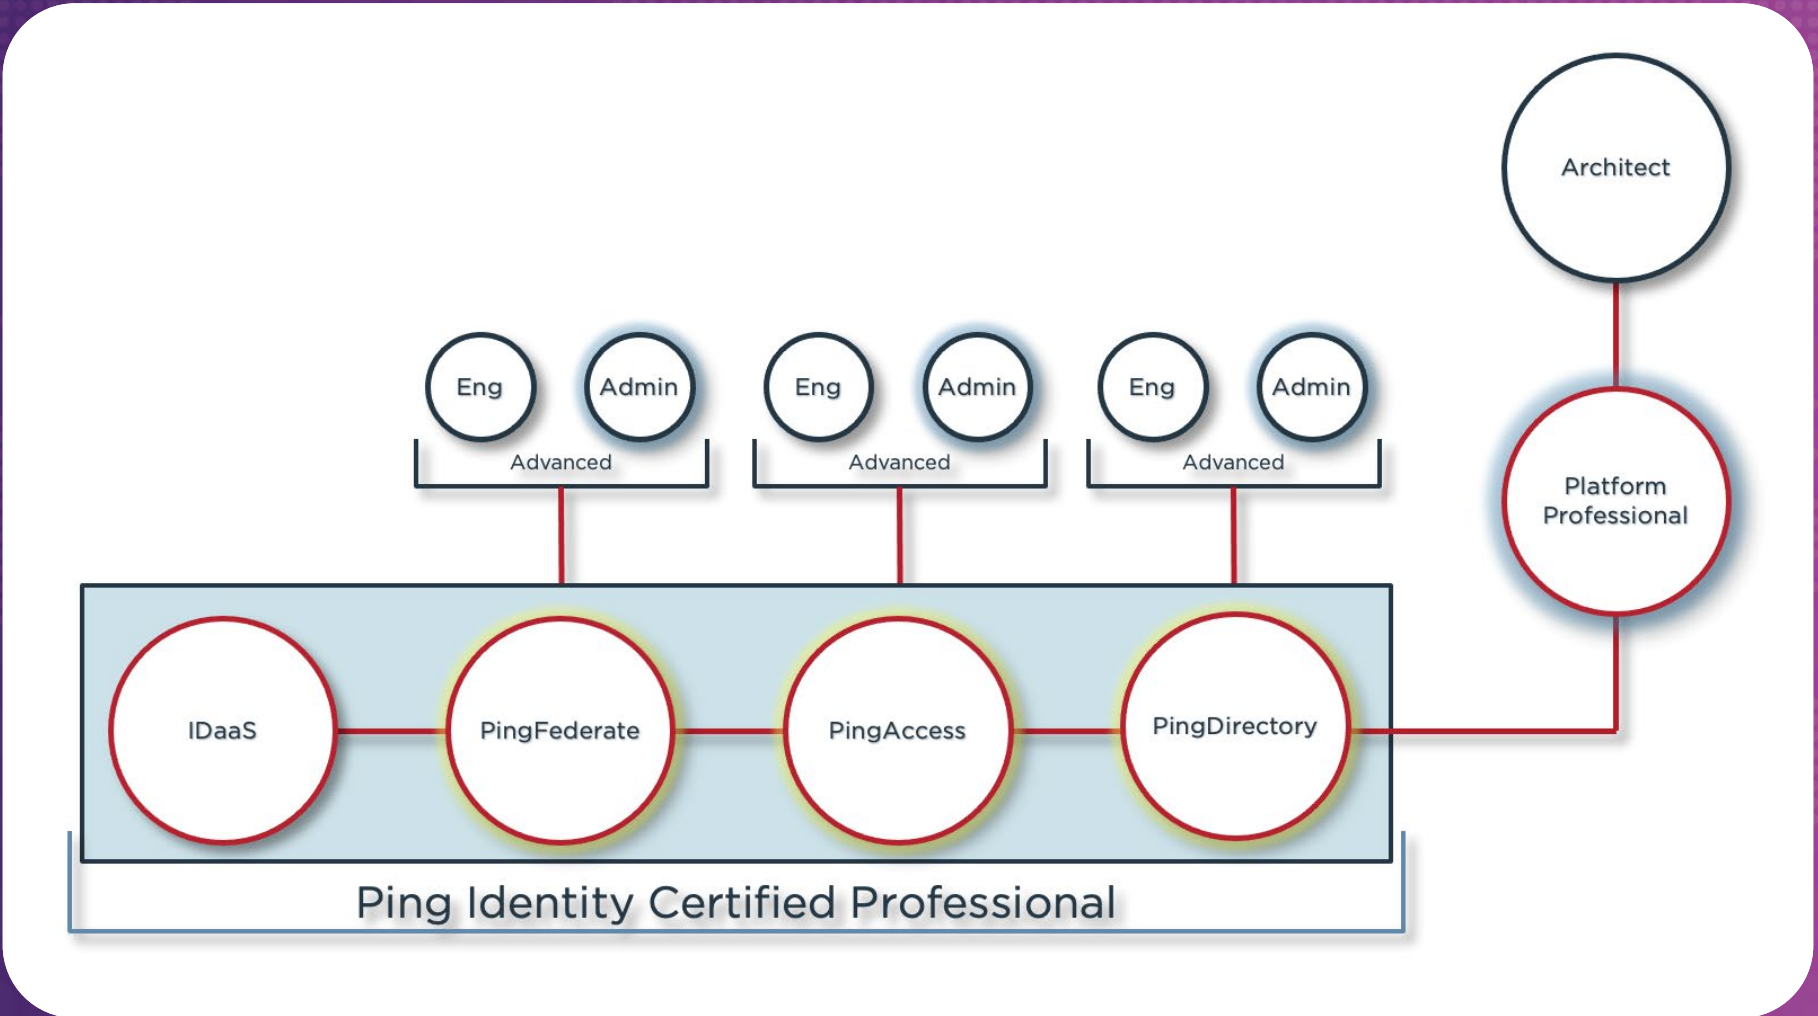 Architect
Eng
Admin
Eng
Admin
Eng
Admin
Advanced
Advanced
Advanced
Platform
Professional
IDaaS
PingFederate
PingAccess
PingDirectory
Ping Identity Certified Professional